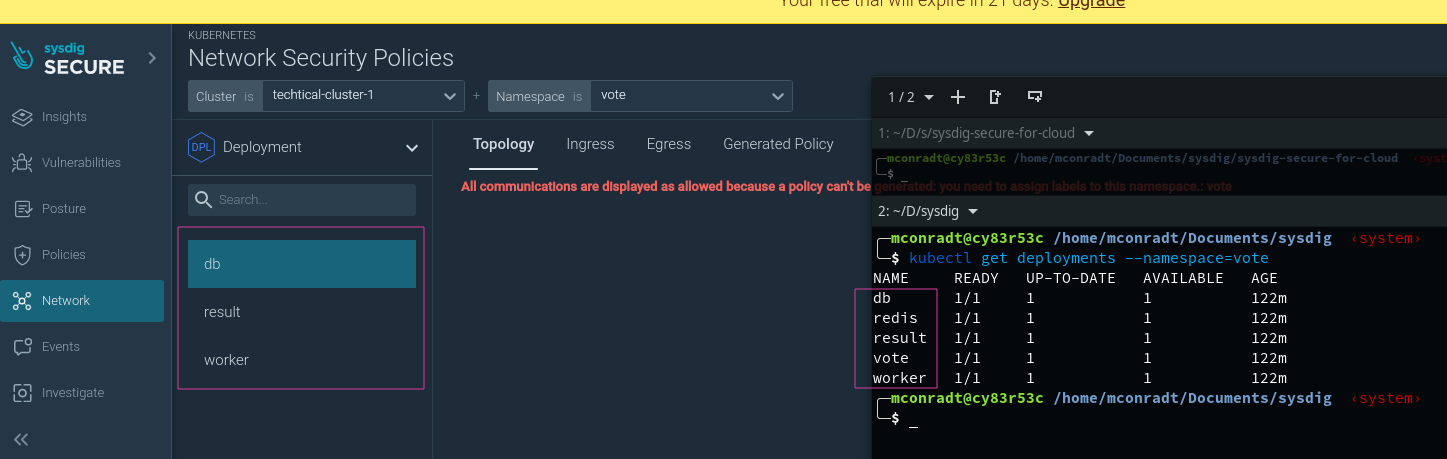 Your free trial will expire in 21 days. Upgrade
sysdig
SECURE
Insights
Vulnerabilities
Posture
Policies
Network
Events
Investigate
KUBERNETES
Network Security Policies
Cluster is techtical-cluster-1 + Namespace is vote
DPL Deployment
Search...
db
result
worker
Topology Ingress Egress Generated Policy
All communications are displayed as allowed because a policy can't be generated: you need to assign labels to this namespace.: vote
1 / 2
1: ~/D/s/sysdig-secure-for-cloud
mconradt@cy83r53c /home/mconradt/Documents/sysdig/sysdig-secure-for-cloud ‹syst
$ _
2: ~/D/sysdig
mconradt@cy83r53c /home/mconradt/Documents/sysdig ‹system›
$ kubectl get deployments --namespace=vote
NAME READY UP-TO-DATE AVAILABLE AGE
db 1/1 1 1 122m
redis 1/1 1 1 122m
result 1/1 1 1 122m
vote 1/1 1 1 122m
worker 1/1 1 1 122m
mconradt@cy83r53c /home/mconradt/Documents/sysdig ‹system›
$ _